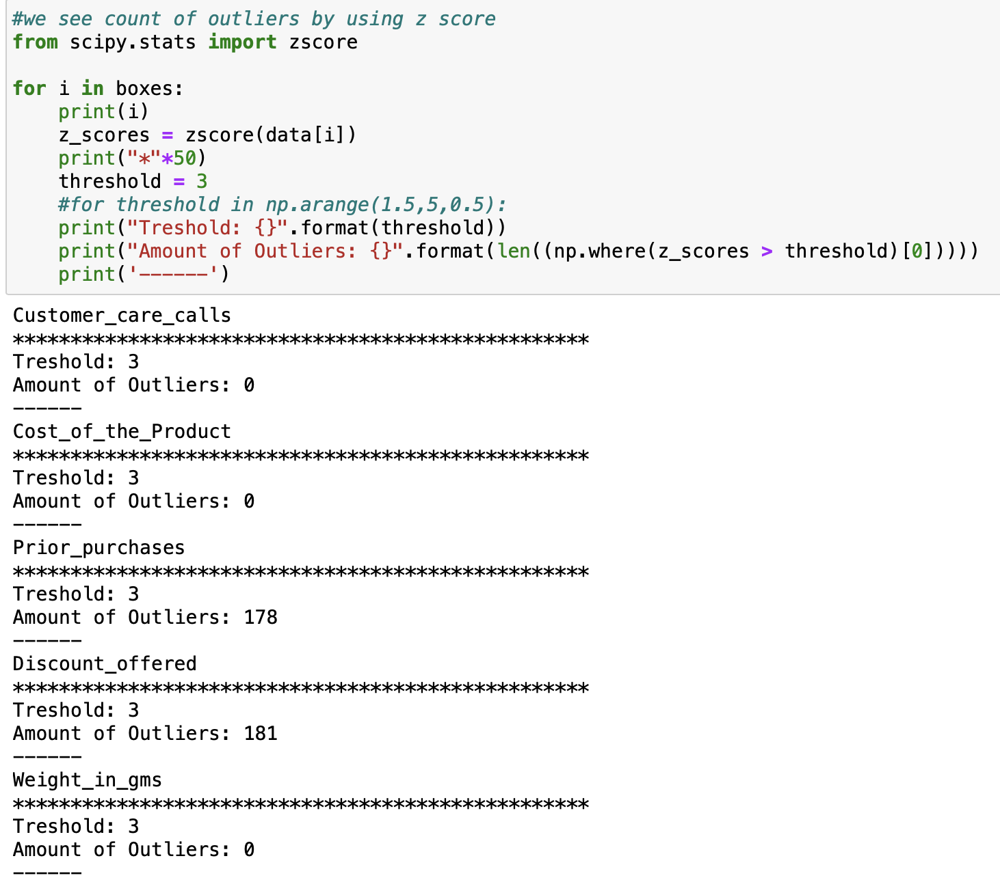 #we see count of outliers by using z score
from scipy.stats import zscore

for i in boxes:
    print(i)
    z_scores = zscore(data[i])
    print("*"*50)
    threshold = 3
    #for threshold in np.arange(1.5,5,0.5):
    print("Treshold: {}".format(threshold))
    print("Amount of Outliers: {}".format(len((np.where(z_scores > threshold)[0]))))
    print('------')
Customer_care_calls
**************************************************
Treshold: 3
Amount of Outliers: 0
------
Cost_of_the_Product
**************************************************
Treshold: 3
Amount of Outliers: 0
------
Prior_purchases
**************************************************
Treshold: 3
Amount of Outliers: 178
------
Discount_offered
**************************************************
Treshold: 3
Amount of Outliers: 181
------
Weight_in_gms
**************************************************
Treshold: 3
Amount of Outliers: 0
------